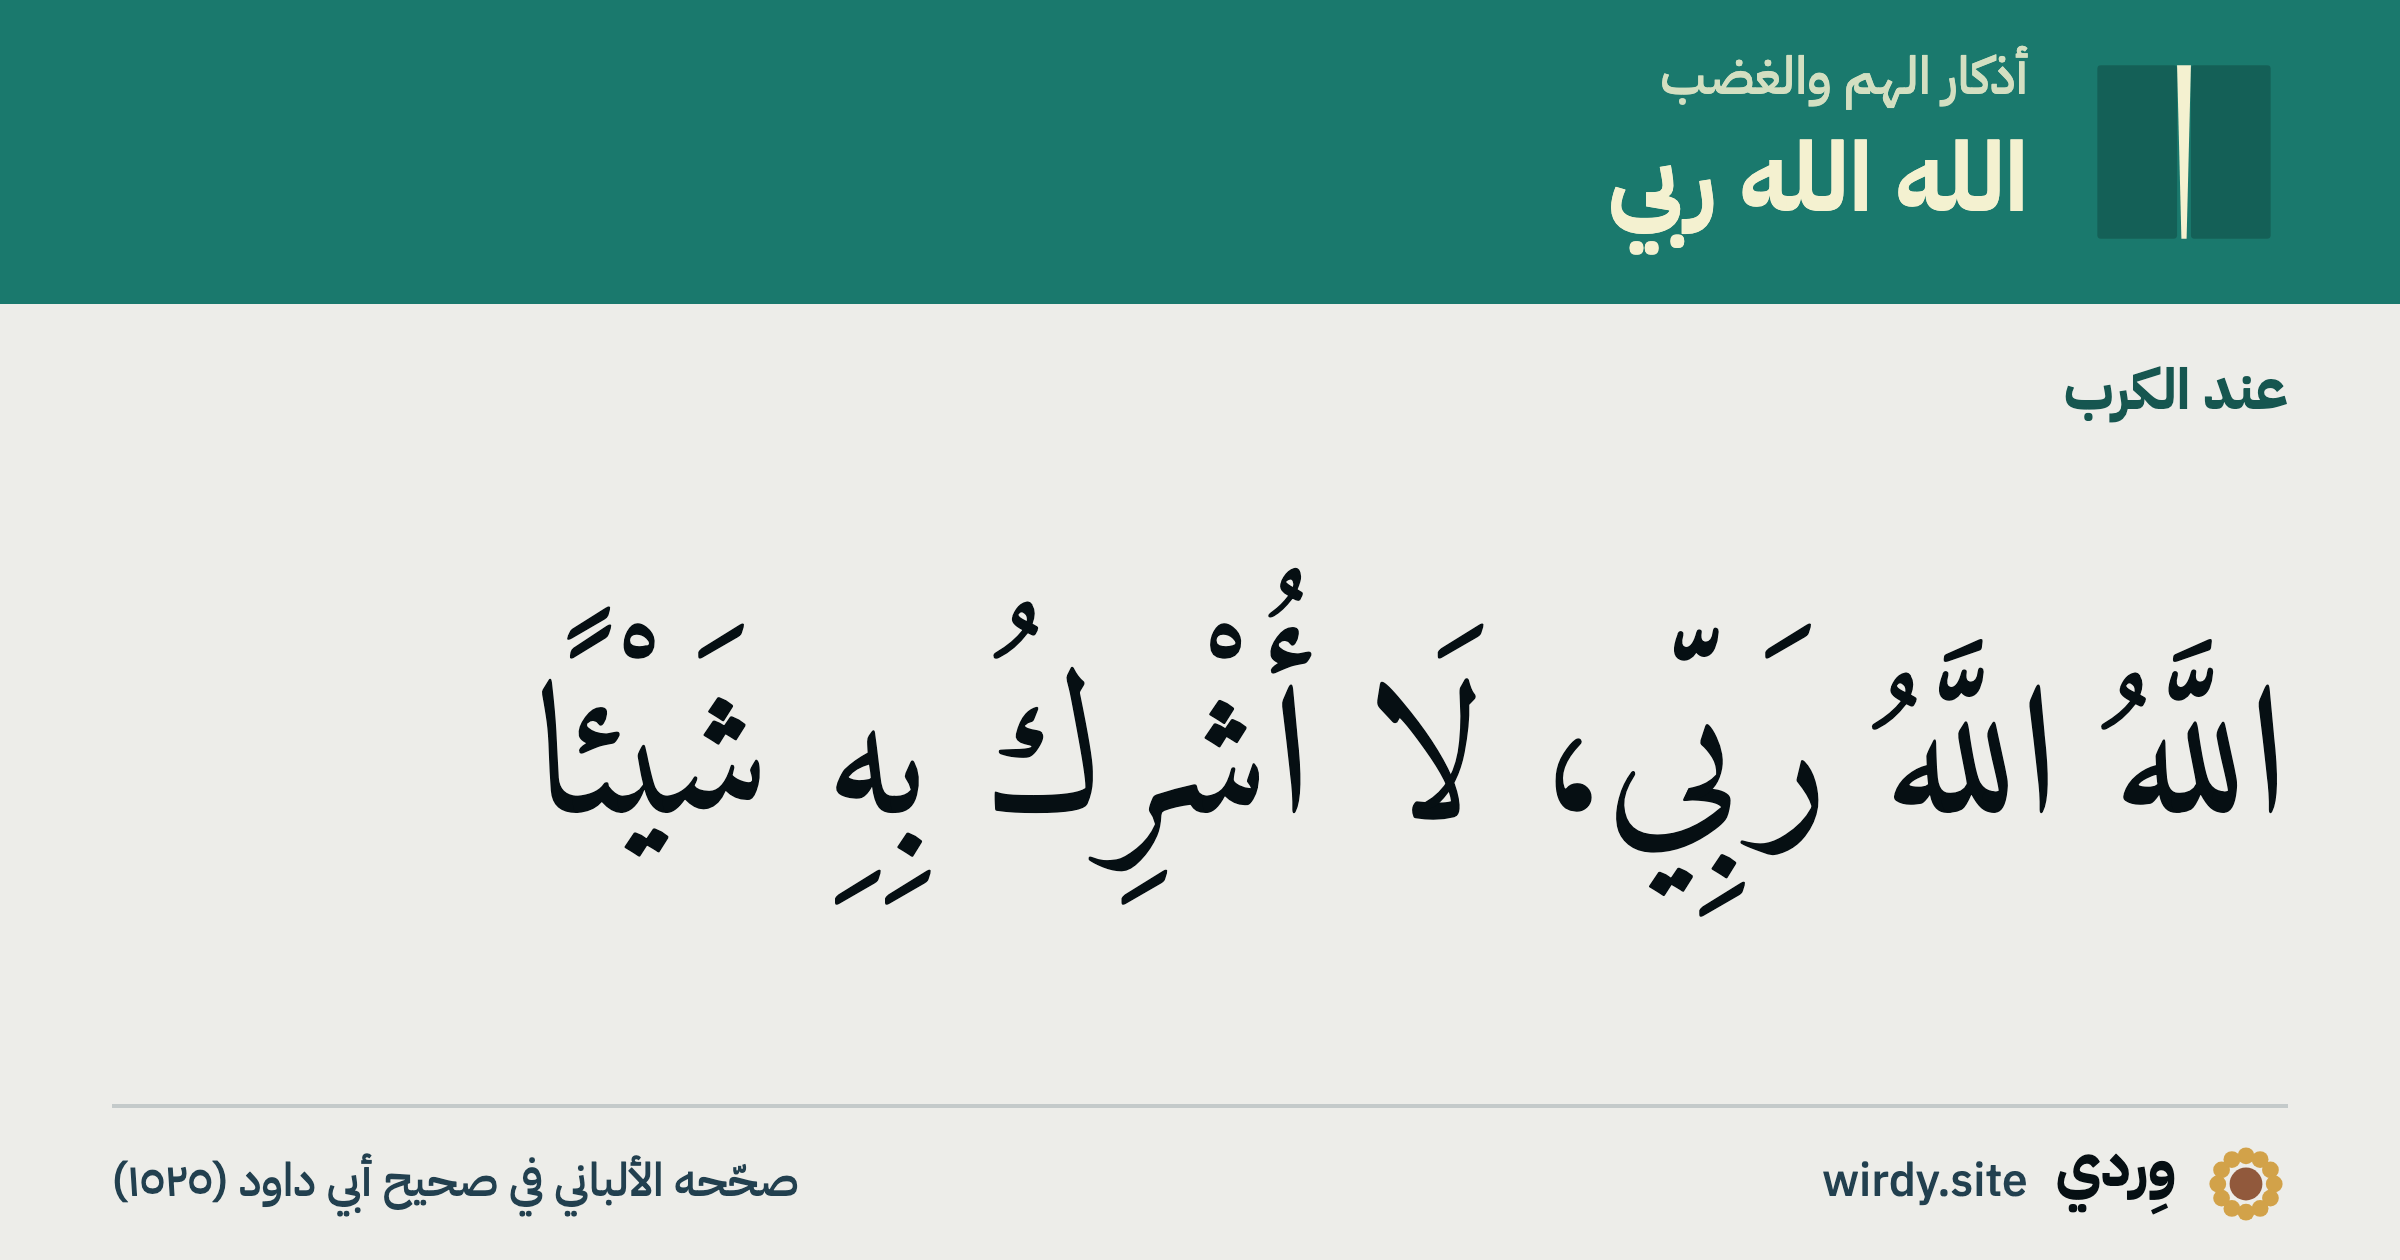 أذكار الهم والغضب
الله الله ربي
عند الكرب
اللَّهُ اللَّهُ رَبِّي، لَا أُشْرِكُ بِهِ شَيْئًا
وِردي wirdy.site
صحّحه الألباني في صحيح أبي داود (١٥٢٥)